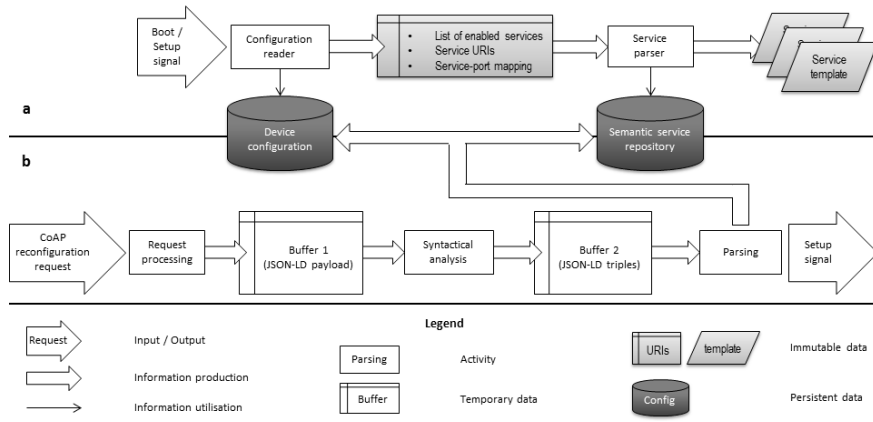 Boot /
Setup
signal
Configuration
reader
• List of enabled services
• Service URIs
• Service-port mapping
Service
parser
Service
template
a
Device
configuration
Semantic service
repository
b
CoAP
reconfiguration
request
Request
processing
Buffer 1
(JSON-LD payload)
Syntactical
analysis
Buffer 2
(JSON-LD triples)
Parsing
Setup
signal
Legend
Request
Input / Output
Parsing
Activity
URIs
template
Immutable data
Information production
Buffer
Temporary data
Config
Persistent data
Information utilisation